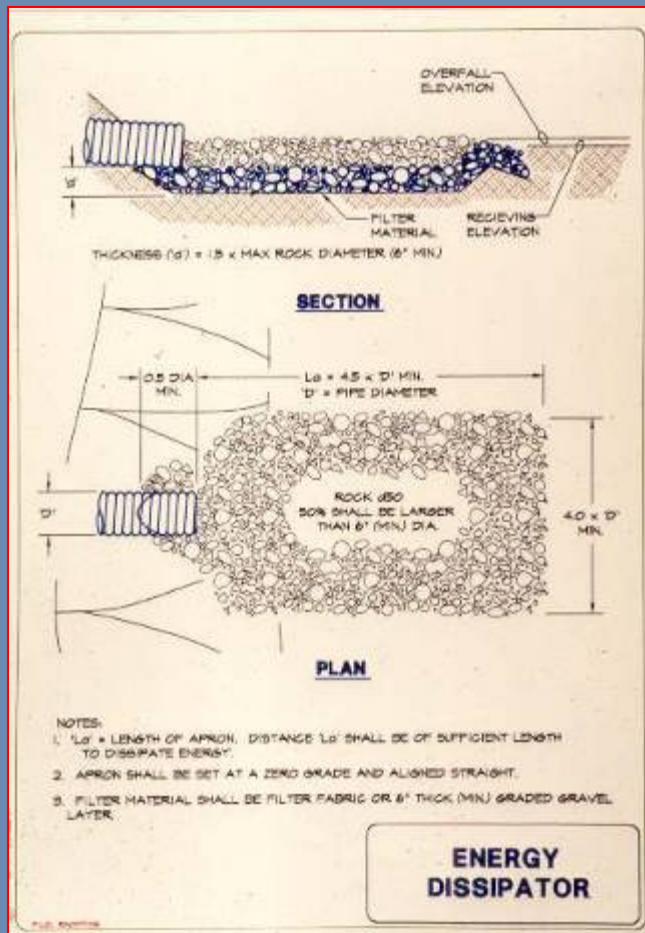 OVERFALL
ELEVATION
'd'
FILTER
MATERIAL
RECIEVING
ELEVATION
THICKNESS ('d') = 1.5 x MAX ROCK DIAMETER (6" MIN.)
SECTION
0.5 DIA.
MIN.
La = 4.5 x 'D' MIN.
'D' = PIPE DIAMETER
'D'
ROCK d50
50% SHALL BE LARGER
THAN 6" (MIN.) DIA.
4.0 x 'D'
MIN.
PLAN
NOTES:
1. 'La' = LENGTH OF APRON. DISTANCE 'La' SHALL BE OF SUFFICIENT LENGTH
TO DISSIPATE ENERGY.
2. APRON SHALL BE SET AT A ZERO GRADE AND ALIGNED STRAIGHT.
3. FILTER MATERIAL SHALL BE FILTER FABRIC OR 6" THICK (MIN.) GRADED GRAVEL
LAYER.
ENERGY
DISSIPATOR